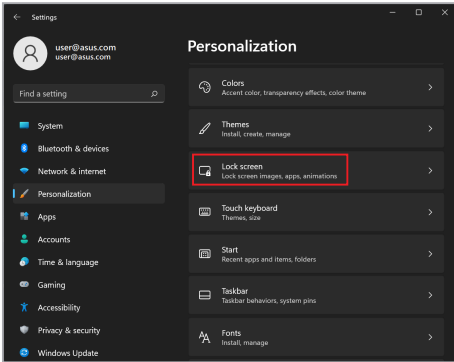 Settings
user@asus.com
user@asus.com
Find a setting
System
Bluetooth & devices
Network & internet
Personalization
Apps
Accounts
Time & language
Gaming
Accessibility
Privacy & security
Windows Update
Personalization
Colors
Accent color, transparency effects, color theme
Themes
Install, create, manage
Lock screen
Lock screen images, apps, animations
Touch keyboard
Themes, size
Start
Recent apps and items, folders
Taskbar
Taskbar behaviors, system pins
Fonts
Install, manage